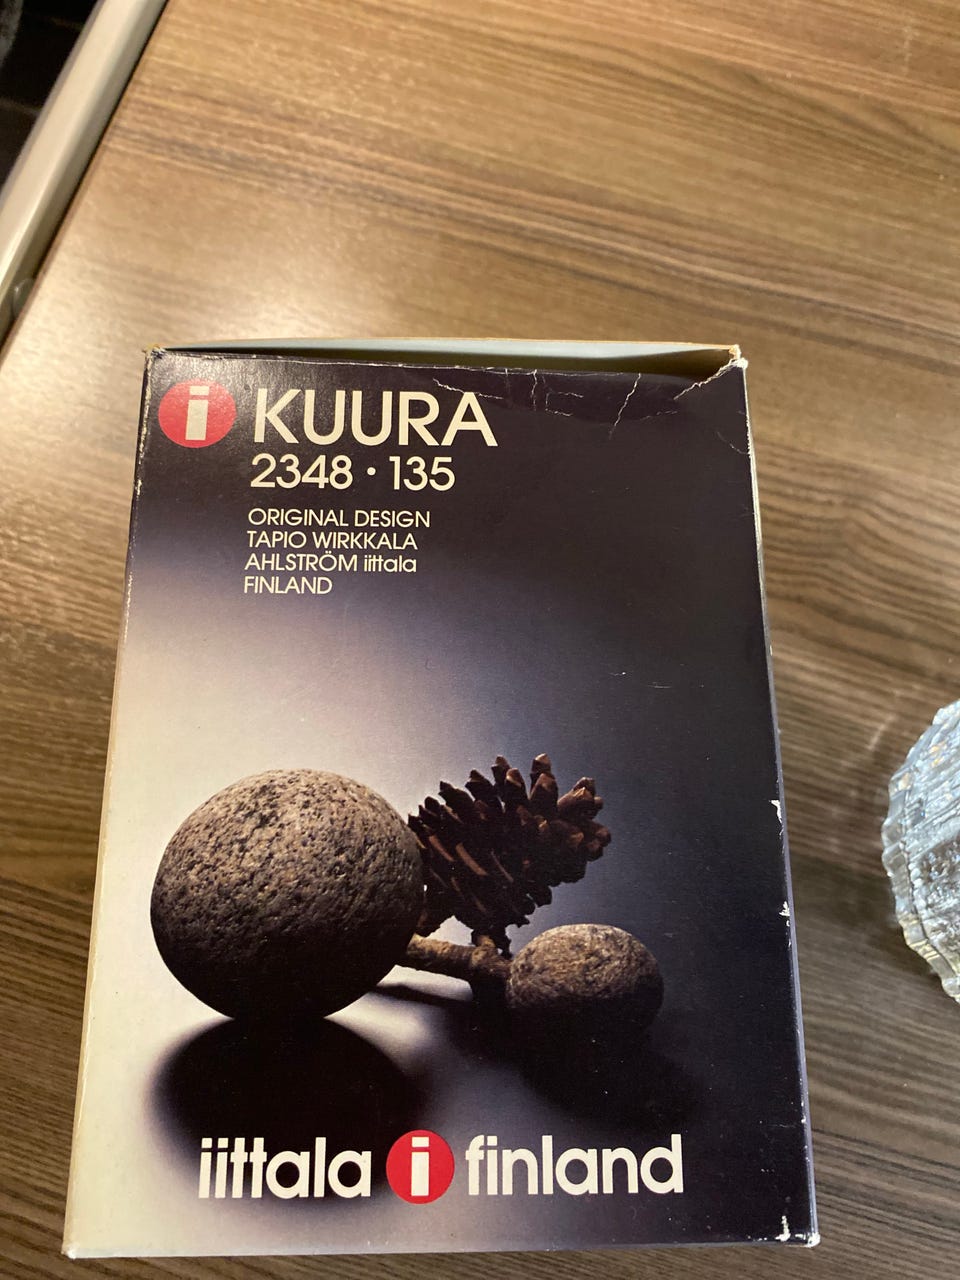 i KUURA
2348 • 135
ORIGINAL DESIGN
TAPIO WIRKKALA
AHLSTRÖM iittala
FINLAND
iittala i finland